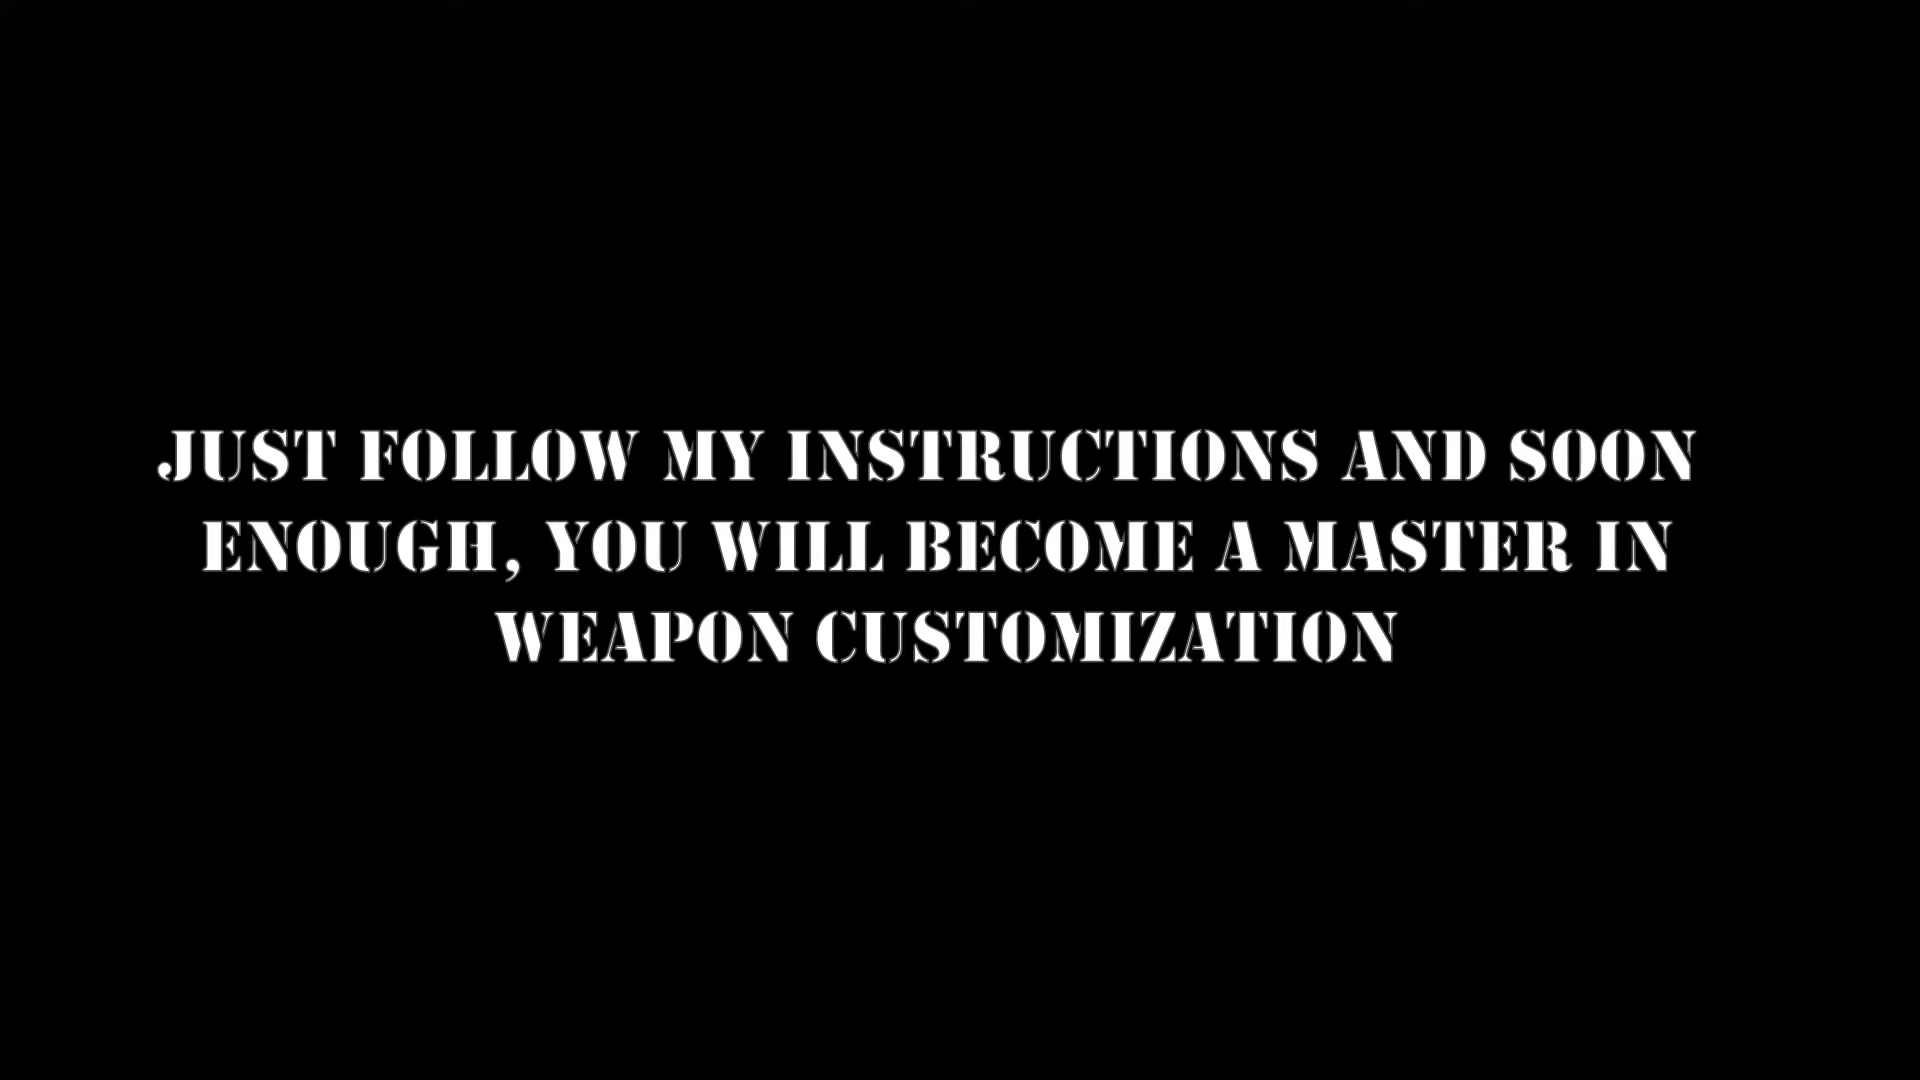 JUST FOLLOW MY INSTRUCTIONS AND SOON
ENOUGH, YOU WILL BECOME A MASTER IN
WEAPON CUSTOMIZATION